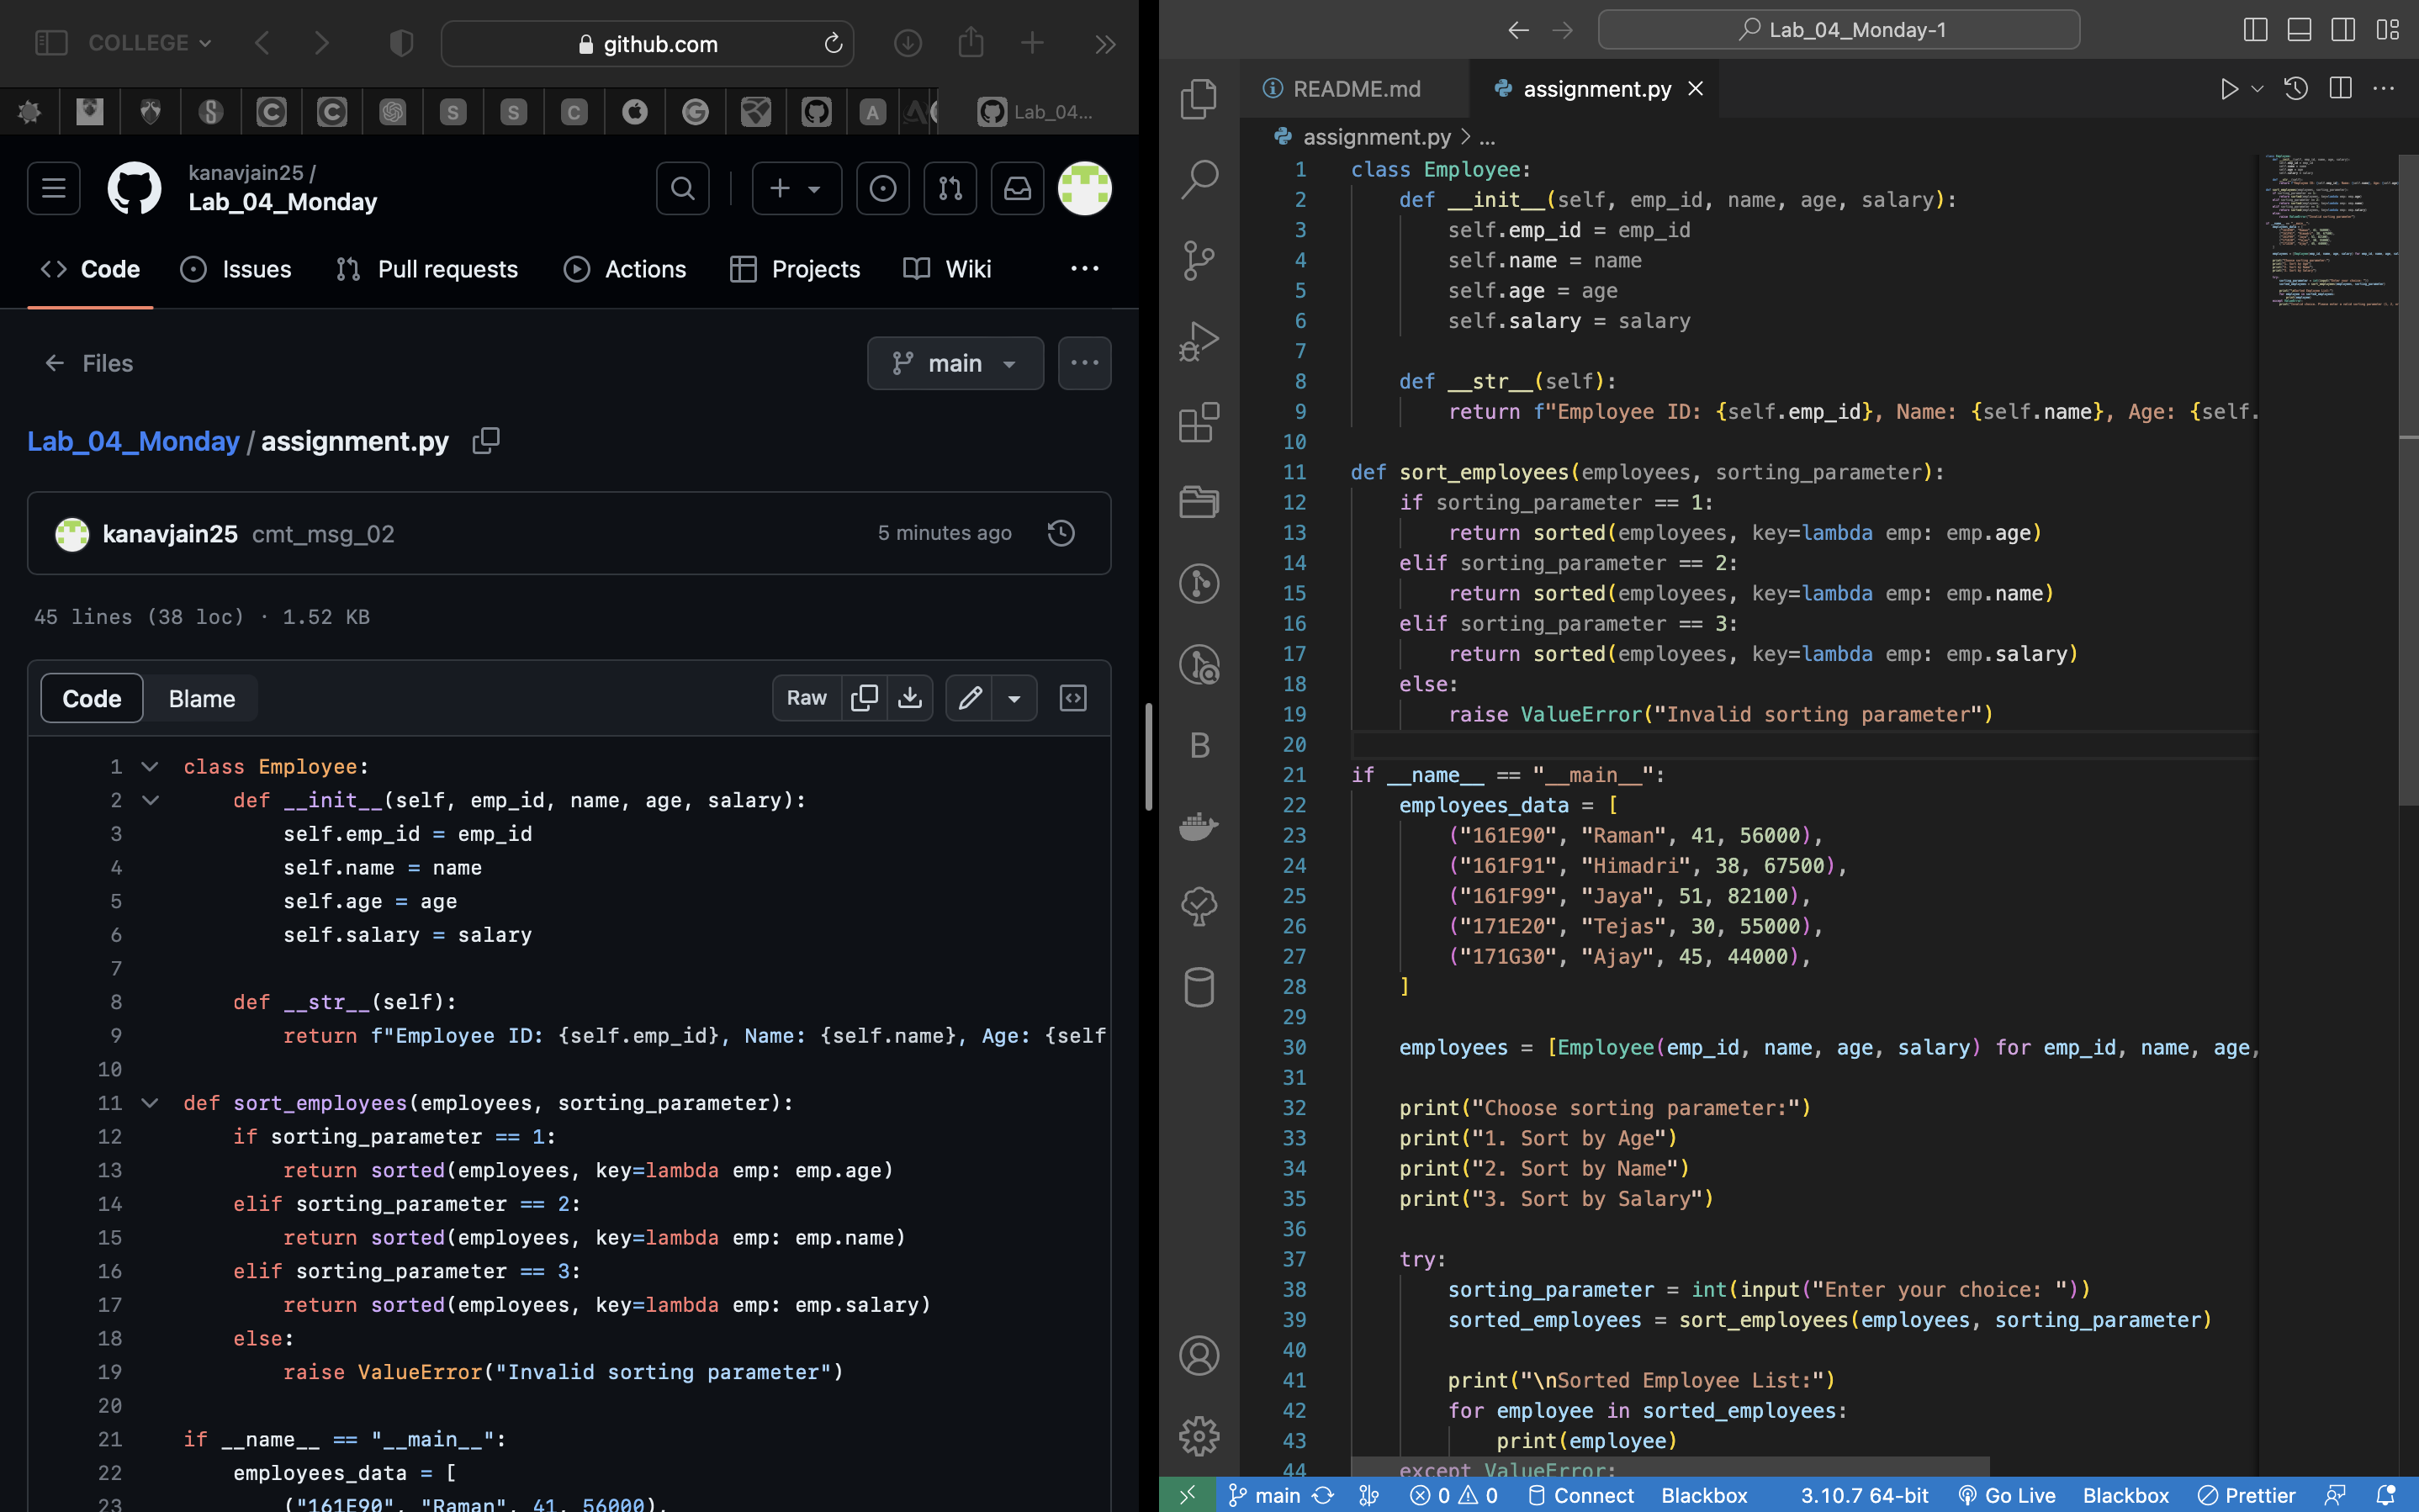 COLLEGE
github.com
Lab_04...
kanavjain25 /
Lab_04_Monday
Code
Issues
Pull requests
Actions
Projects
Wiki
Files
main
Lab_04_Monday / assignment.py
kanavjain25 cmt_msg_02
5 minutes ago
45 lines (38 loc) · 1.52 KB
Code
Blame
Raw
1 class Employee:
2 def __init__(self, emp_id, name, age, salary):
3 self.emp_id = emp_id
4 self.name = name
5 self.age = age
6 self.salary = salary
7
8 def __str__(self):
9 return f"Employee ID: {self.emp_id}, Name: {self.name}, Age: {self
10
11 def sort_employees(employees, sorting_parameter):
12 if sorting_parameter == 1:
13 return sorted(employees, key=lambda emp: emp.age)
14 elif sorting_parameter == 2:
15 return sorted(employees, key=lambda emp: emp.name)
16 elif sorting_parameter == 3:
17 return sorted(employees, key=lambda emp: emp.salary)
18 else:
19 raise ValueError("Invalid sorting parameter")
20
21 if __name__ == "__main__":
22 employees_data = [
23 ("161E90", "Raman", 41, 56000),
Lab_04_Monday-1
README.md
assignment.py
assignment.py > ...
1 class Employee:
2 def __init__(self, emp_id, name, age, salary):
3 self.emp_id = emp_id
4 self.name = name
5 self.age = age
6 self.salary = salary
7
8 def __str__(self):
9 return f"Employee ID: {self.emp_id}, Name: {self.name}, Age: {self.
10
11 def sort_employees(employees, sorting_parameter):
12 if sorting_parameter == 1:
13 return sorted(employees, key=lambda emp: emp.age)
14 elif sorting_parameter == 2:
15 return sorted(employees, key=lambda emp: emp.name)
16 elif sorting_parameter == 3:
17 return sorted(employees, key=lambda emp: emp.salary)
18 else:
19 raise ValueError("Invalid sorting parameter")
20
21 if __name__ == "__main__":
22 employees_data = [
23 ("161E90", "Raman", 41, 56000),
24 ("161F91", "Himadri", 38, 67500),
25 ("161F99", "Jaya", 51, 82100),
26 ("171E20", "Tejas", 30, 55000),
27 ("171G30", "Ajay", 45, 44000),
28 ]
29
30 employees = [Employee(emp_id, name, age, salary) for emp_id, name, age,
31
32 print("Choose sorting parameter:")
33 print("1. Sort by Age")
34 print("2. Sort by Name")
35 print("3. Sort by Salary")
36
37 try:
38 sorting_parameter = int(input("Enter your choice: "))
39 sorted_employees = sort_employees(employees, sorting_parameter)
40
41 print("\nSorted Employee List:")
42 for employee in sorted_employees:
43 print(employee)
44 except ValueError:
main 0 0 Connect Blackbox 3.10.7 64-bit Go Live Blackbox Prettier